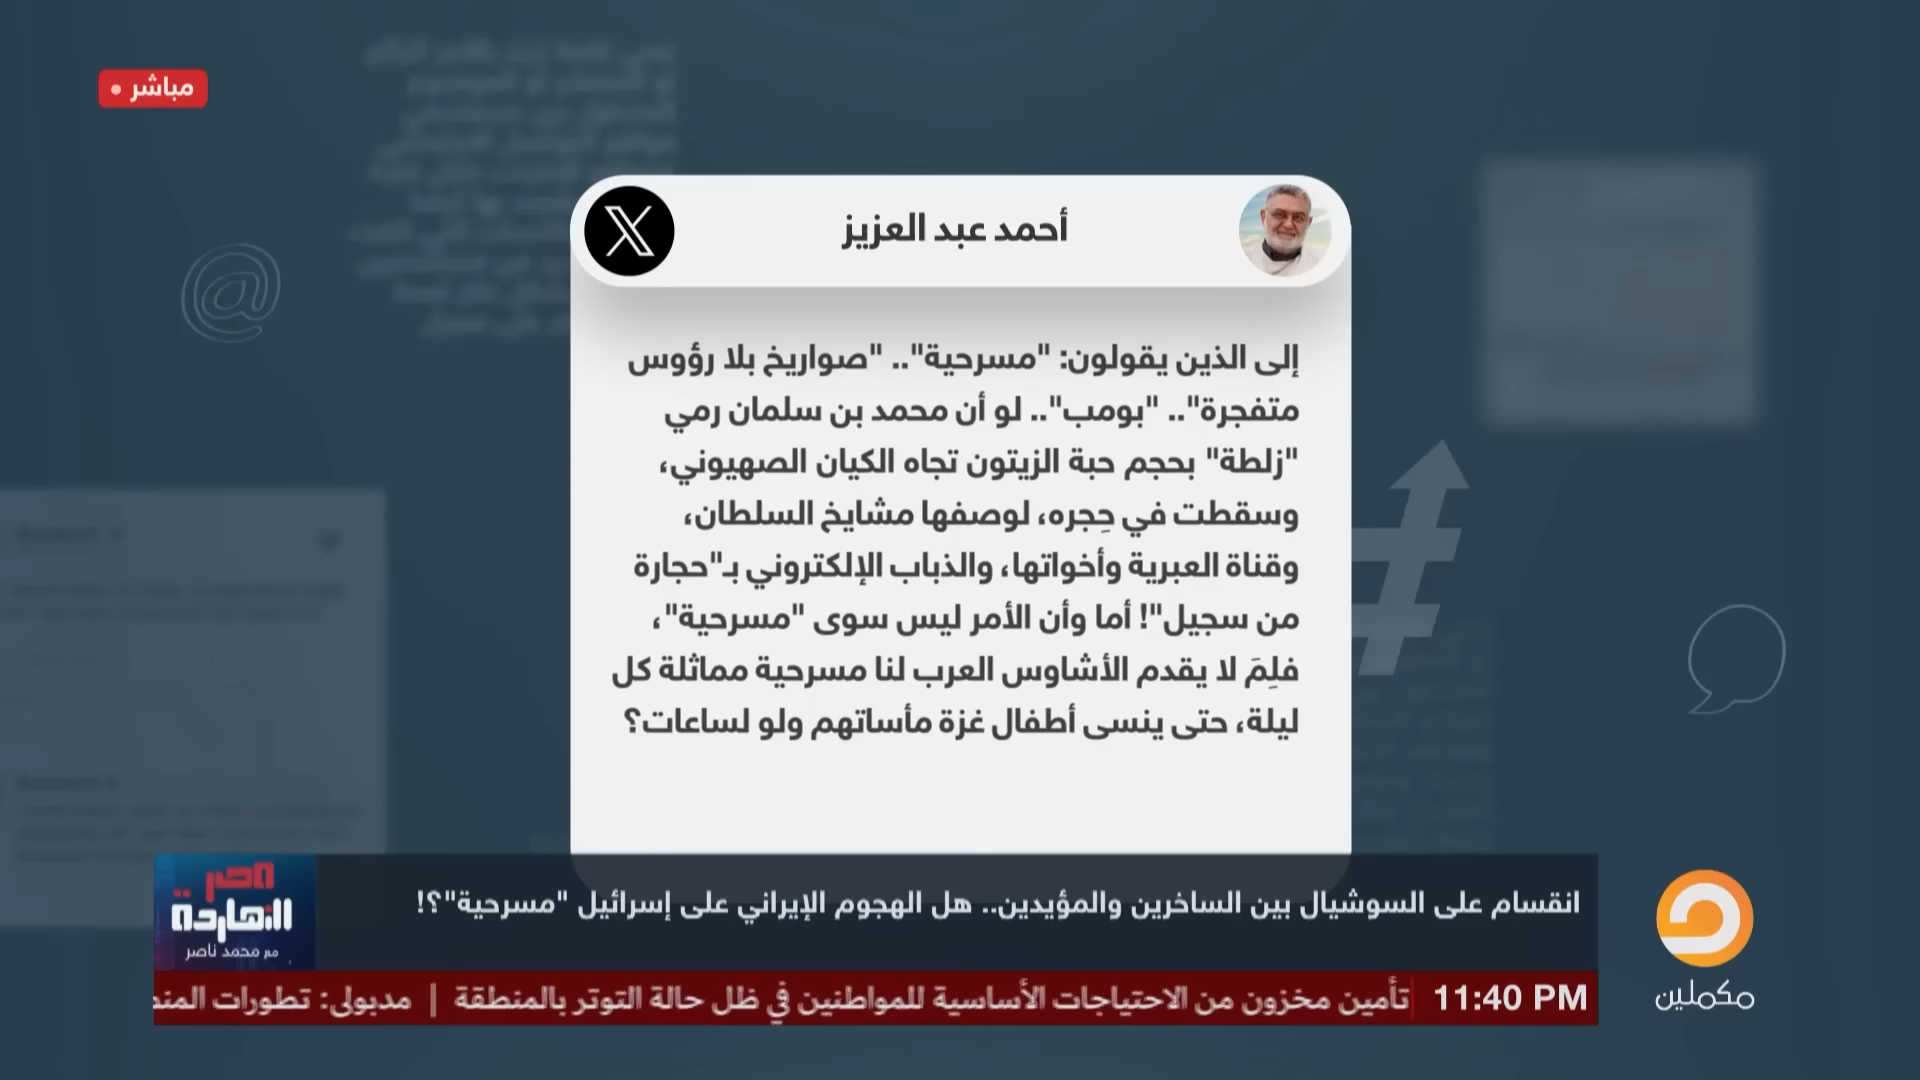 مباشر
أحمد عبد العزيز
إلى الذين يقولون: "مسرحية".. "صواريخ بلا رؤوس
متفجرة".. "بومب".. لو أن محمد بن سلمان رمي
"زلطة" بحجم حبة الزيتون تجاه الكيان الصهيوني،
وسقطت في حِجره، لوصفها مشايخ السلطان،
وقناة العبرية وأخواتها، والذباب الإلكتروني بـ"حجارة
من سجيل"! أما وأن الأمر ليس سوى "مسرحية"،
فلِمَ لا يقدم الأشاوس العرب لنا مسرحية مماثلة كل
ليلة، حتى ينسى أطفال غزة مأساتهم ولو لساعات؟
انقسام على السوشيال بين الساخرين والمؤيدين.. هل الهجوم الإيراني على إسرائيل "مسرحية"؟!
مصر
النهاردة
مع محمد ناصر
11:40 PM
تأمين مخزون من الاحتياجات الأساسية للمواطنين في ظل حالة التوتر بالمنطقة | مدبولى: تطورات
مكملين